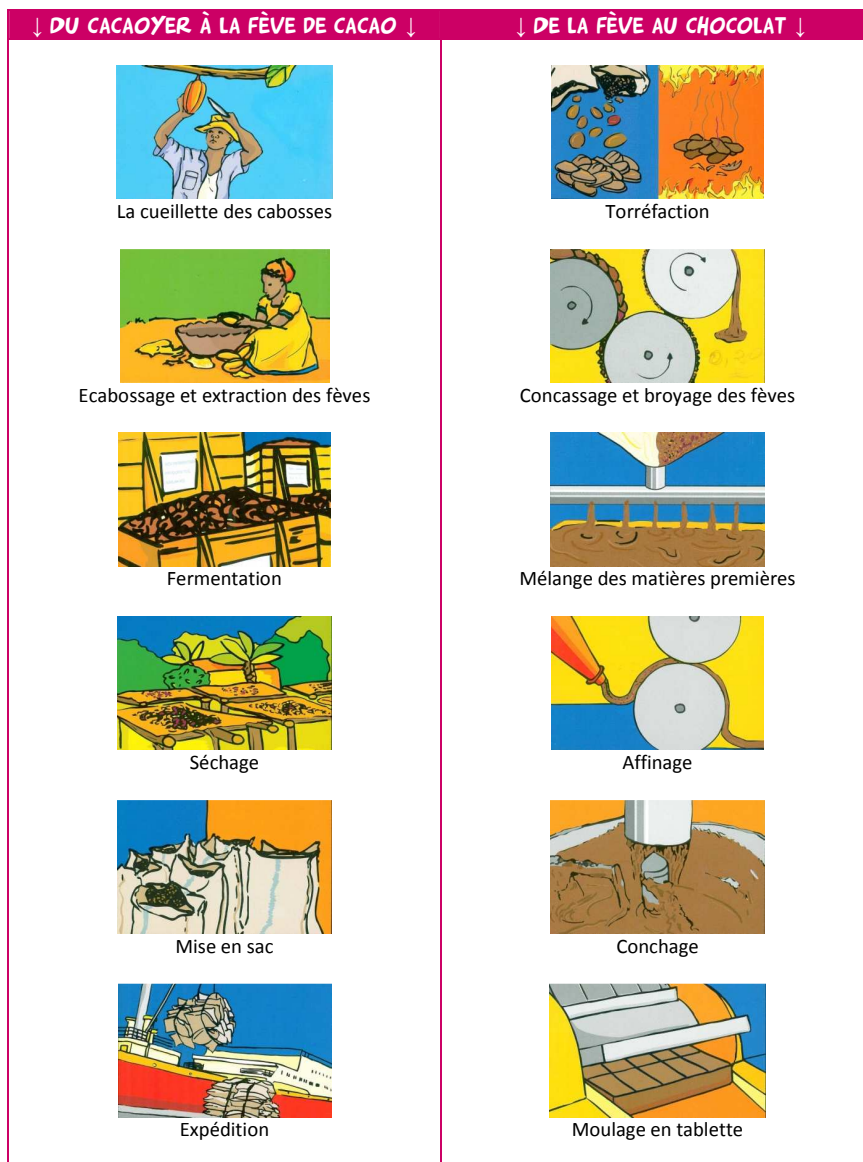 ↓ DU CACAOYER À LA FÈVE DE CACAO ↓
La cueillette des cabosses
Ecabossage et extraction des fèves
Fermentation
Séchage
Mise en sac
Expédition
↓ DE LA FÈVE AU CHOCOLAT ↓
Torréfaction
Concassage et broyage des fèves
Mélange des matières premières
Affinage
Conchage
Moulage en tablette